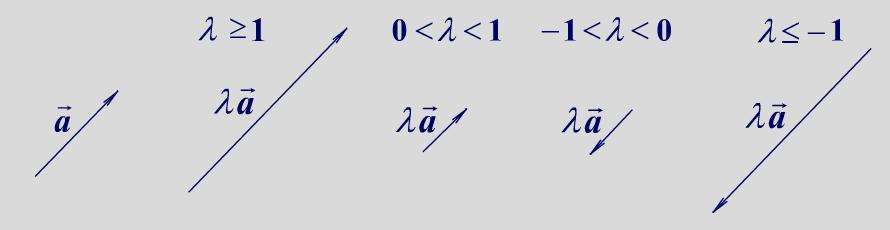 λ ≥ 1 0 < λ < 1 −1 < λ < 0 λ ≤ −1
a⃗ λa⃗ λa⃗ λa⃗ λa⃗